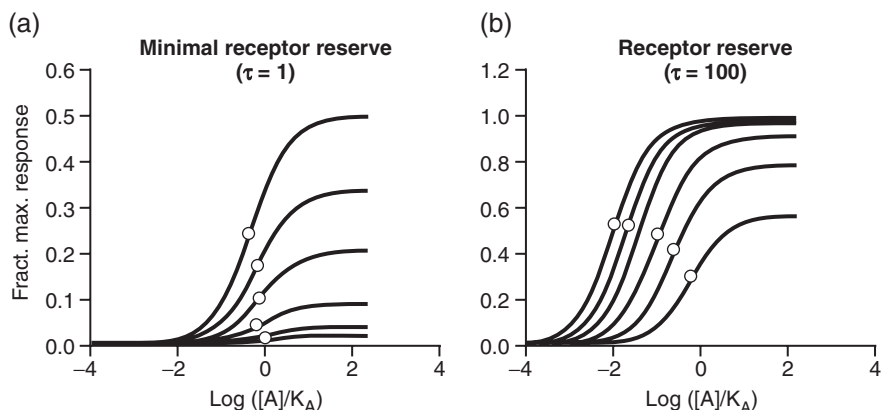 (a)
Minimal receptor reserve
(τ = 1)
Fract. max. response
0.6
0.5
0.4
0.3
0.2
0.1
0.0
−4
−2
0
2
4
Log ([A]/K_A)
(b)
Receptor reserve
(τ = 100)
1.2
1.0
0.8
0.6
0.4
0.2
0.0
−4
−2
0
2
4
Log ([A]/K_A)